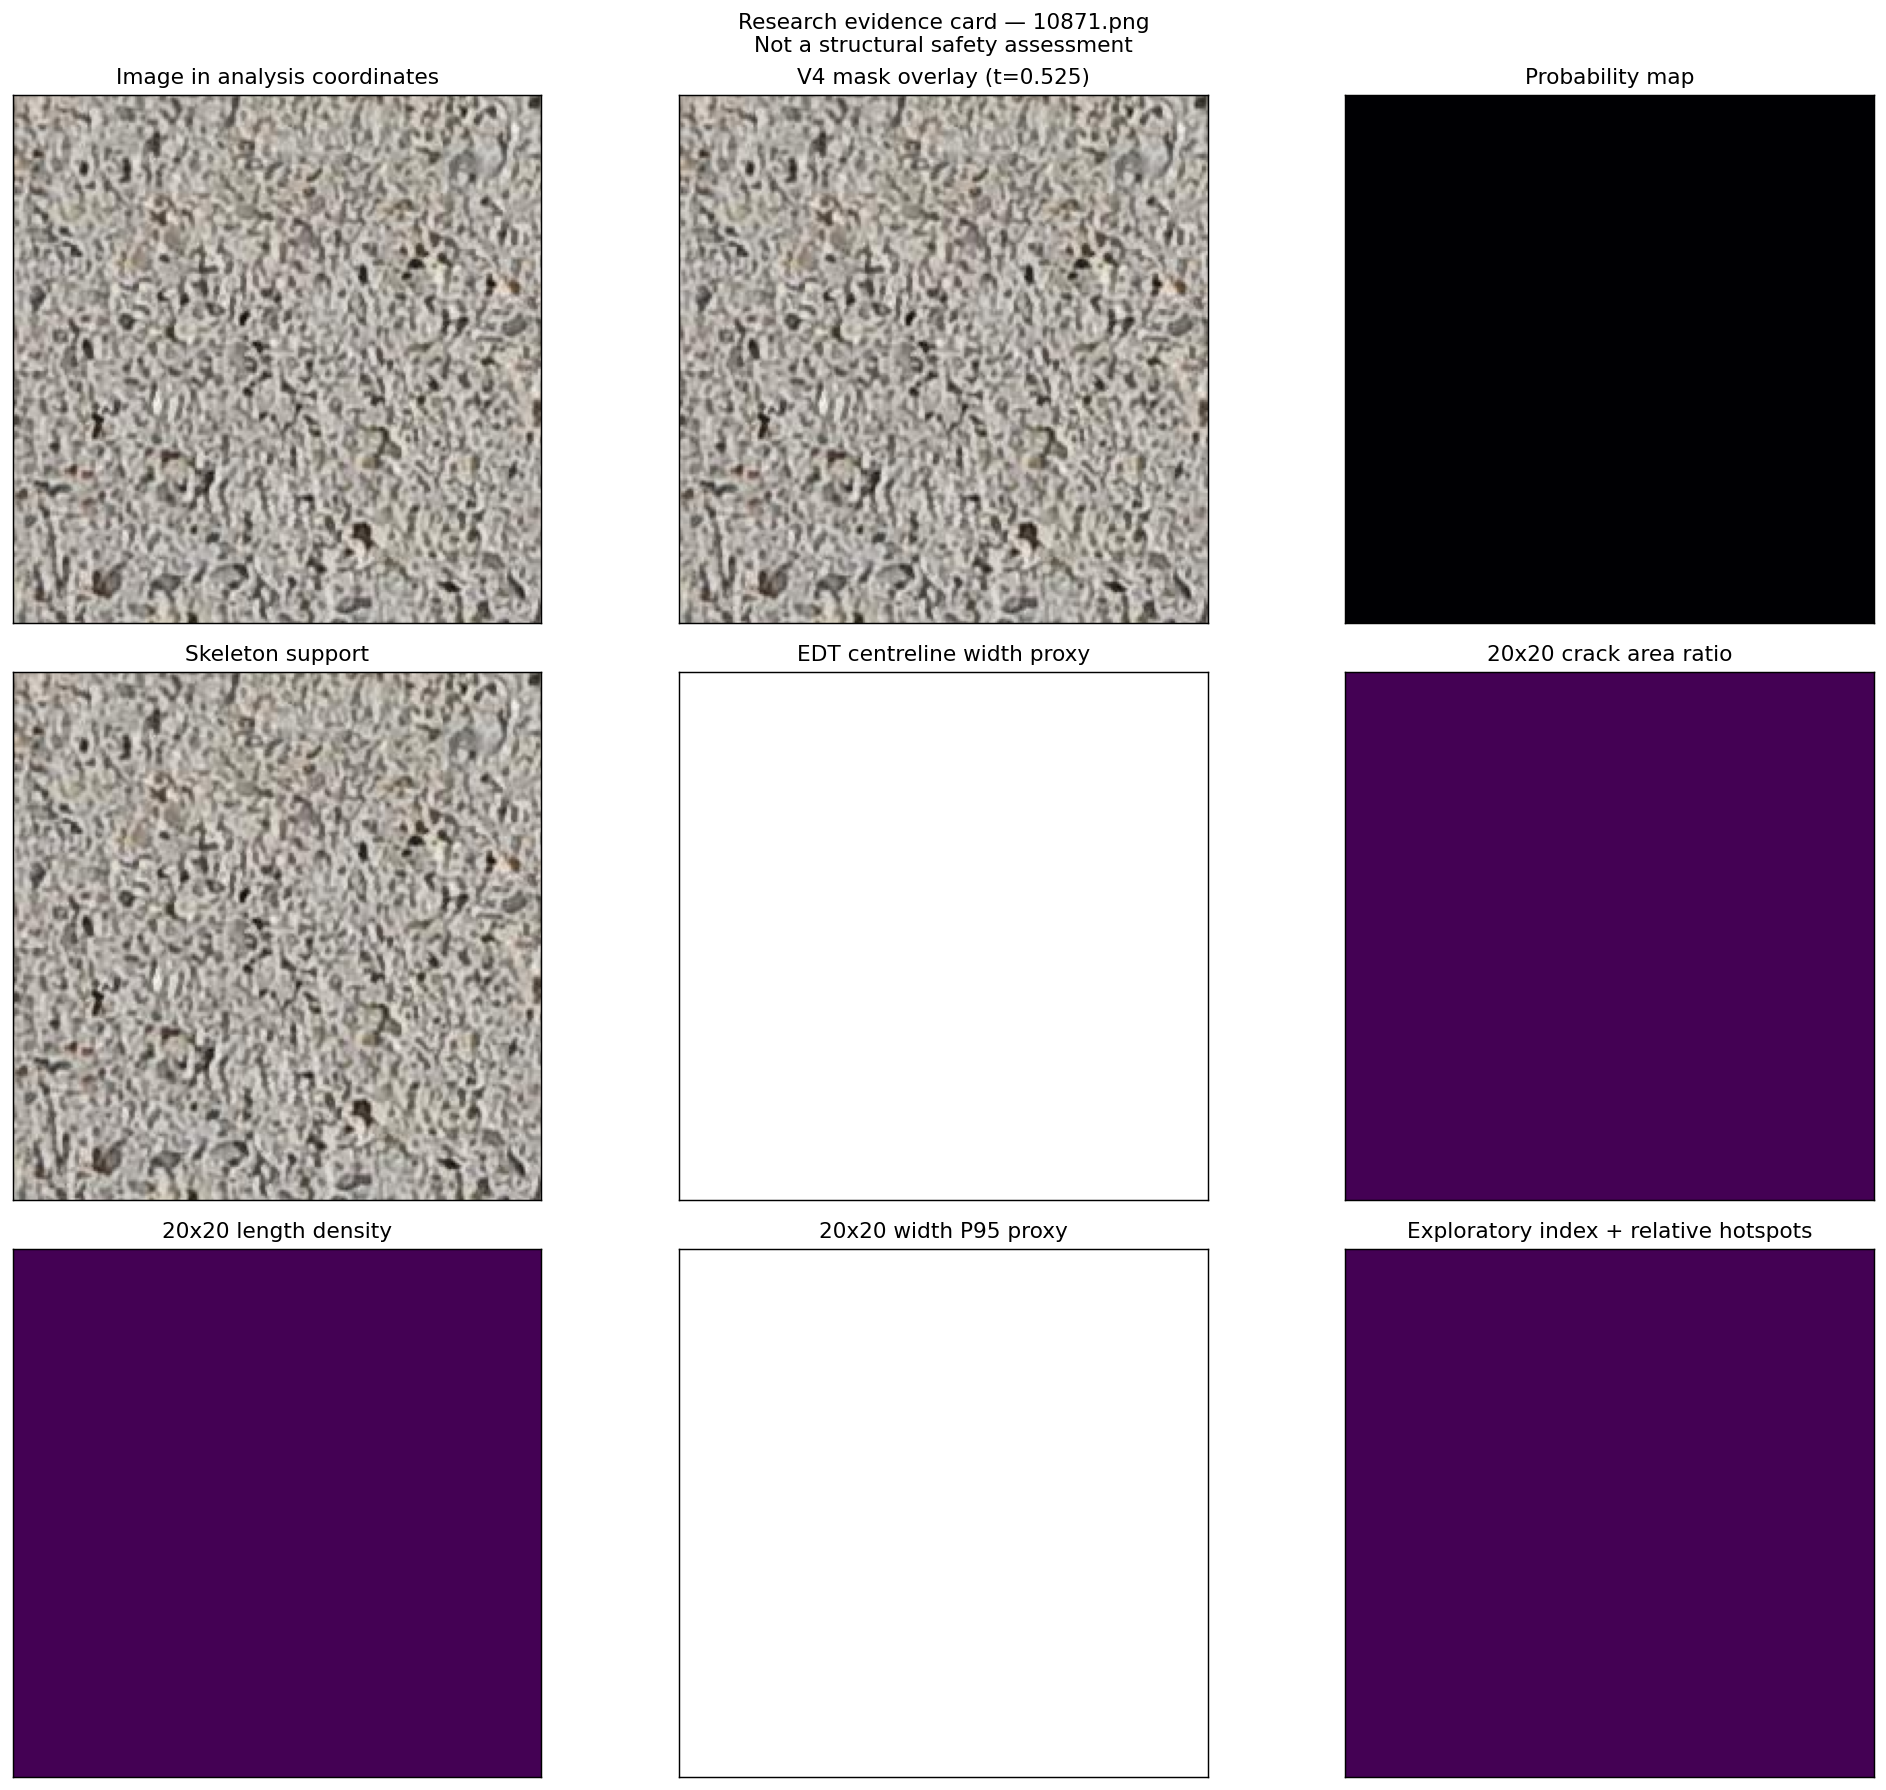 Research evidence card — 10871.png
Not a structural safety assessment
Image in analysis coordinates
V4 mask overlay (t=0.525)
Probability map
Skeleton support
EDT centreline width proxy
20x20 crack area ratio
20x20 length density
20x20 width P95 proxy
Exploratory index + relative hotspots